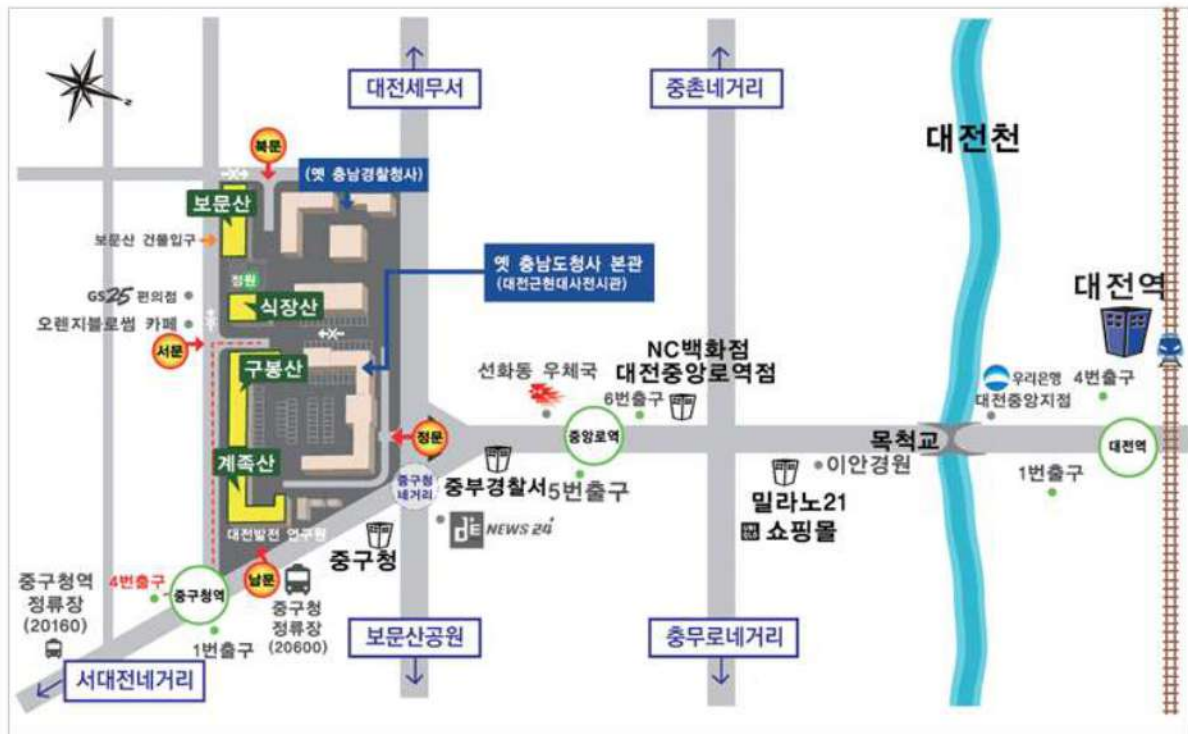 대전세무서
중촌네거리
대전천
북문
(옛 충남경찰청사)
보문산
보문산 건물입구
정원
옛 충남도청사 본관
(대전근현대사전시관)
GS25 편의점
식장산
오렌지블로썸 카페
서문
구봉산
대전역
NC백화점
대전중앙로역점
선화동 우체국
6번출구
우리은행
대전중앙지점
4번출구
정문
중앙로역
목척교
대전역
계족산
중구청
네거리
중부경찰서
5번출구
이안경원
1번출구
밀라노21
UNI
QLO
쇼핑몰
대전발전 연구원
중구청
dE NEWS 24
4번출구
중구청역
남문
중구청역
정류장
(20160)
중구청
정류장
(20600)
1번출구
보문산공원
충무로네거리
서대전네거리